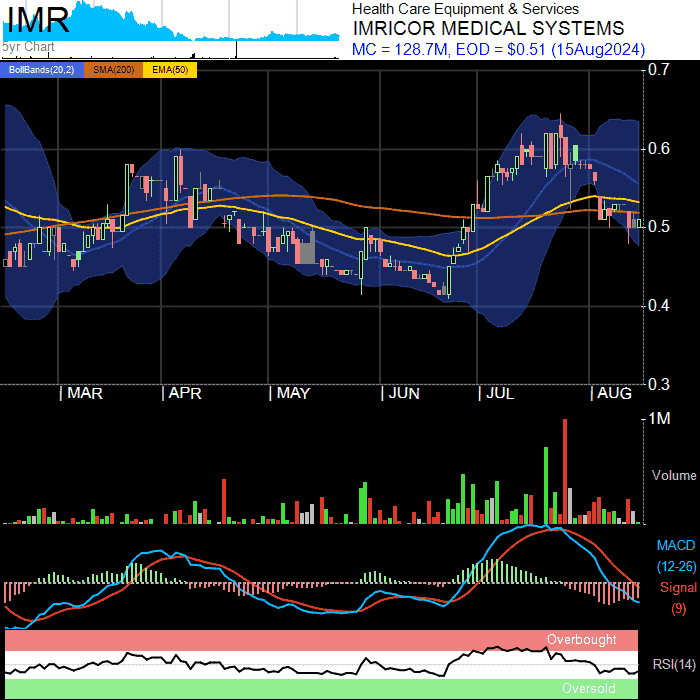 IMR
5yr Chart
Health Care Equipment & Services
IMRICOR MEDICAL SYSTEMS
MC = 128.7M, EOD = $0.51 (15Aug2024)
BollBands(20,2) SMA(200) EMA(50)
0.7
0.6
0.5
0.4
0.3
MAR APR MAY JUN JUL AUG
1M
Volume
MACD
(12-26)
Signal
(9)
Overbought
RSI(14)
Oversold